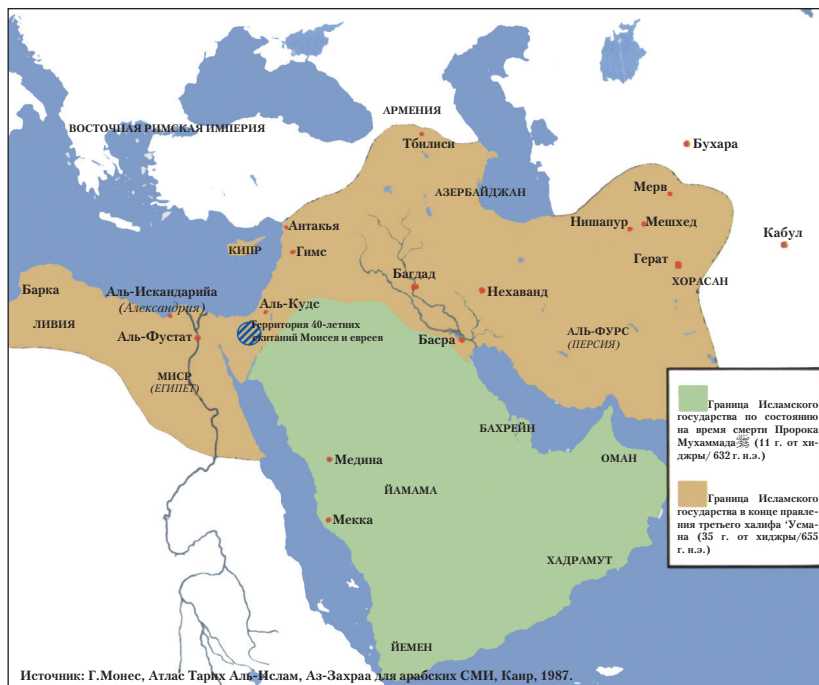 АРМЕНИЯ
ВОСТОЧНАЯ РИМСКАЯ ИМПЕРИЯ
Тбилиси
Бухара
АЗЕРБАЙДЖАН
Мерв
Антакья
Нишапур
Мешхед
КИПР
Гимс
Кабул
Герат
Багдад
Нехаванд
ХОРАСАН
Барка
Аль-Искандарийа
(Александрия)
Аль-Кудс
ЛИВИЯ
Территория 40-летних
скитаний Моисея и евреев
Аль-Фустат
Басра
АЛЬ-ФУРС
(ПЕРСИЯ)
МИСР
(ЕГИПЕТ)
Граница Исламского
государства по состоянию
на время смерти Пророка
Мухаммада ﷺ (11 г. от хи-
джры/ 632 г. н.э.)
БАХРЕЙН
Медина
ОМАН
ЙАМАМА
Граница Исламского
государства в конце правле-
ния третьего халифа ‘Усма-
на (35 г. от хиджры/655
г. н.э.)
Мекка
ХАДРАМУТ
ЙЕМЕН
Источник: Г.Монес, Атлас Тарих Аль-Ислам, Аз-Захраа для арабских СМИ, Каир, 1987.